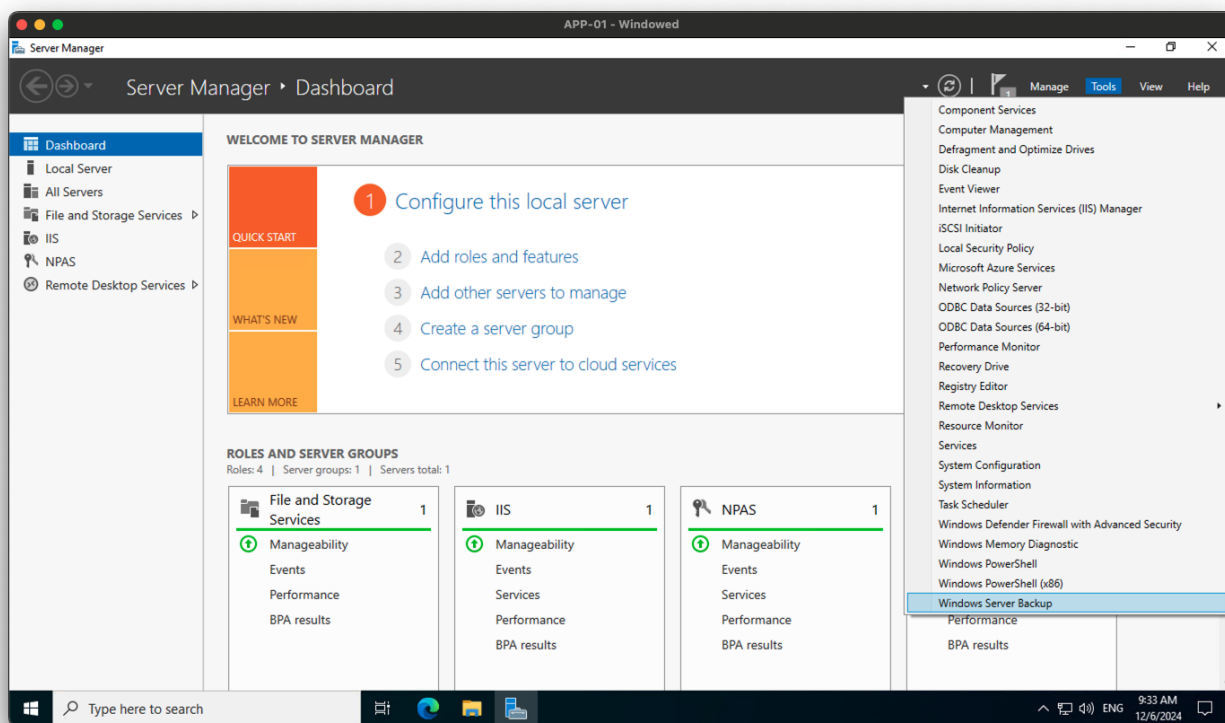 APP-01 - Windowed
Server Manager
Server Manager ‣ Dashboard
1
Manage
Tools
View
Help
Dashboard
Local Server
All Servers
File and Storage Services
IIS
NPAS
Remote Desktop Services
WELCOME TO SERVER MANAGER
QUICK START
WHAT'S NEW
LEARN MORE
1 Configure this local server
2 Add roles and features
3 Add other servers to manage
4 Create a server group
5 Connect this server to cloud services
ROLES AND SERVER GROUPS
Roles: 4 | Server groups: 1 | Servers total: 1
File and Storage
Services
1
Manageability
Events
Performance
BPA results
IIS 1
Manageability
Events
Services
Performance
BPA results
NPAS 1
Manageability
Events
Services
Performance
BPA results
Performance
BPA results
Component Services
Computer Management
Defragment and Optimize Drives
Disk Cleanup
Event Viewer
Internet Information Services (IIS) Manager
iSCSI Initiator
Local Security Policy
Microsoft Azure Services
Network Policy Server
ODBC Data Sources (32-bit)
ODBC Data Sources (64-bit)
Performance Monitor
Recovery Drive
Registry Editor
Remote Desktop Services
Resource Monitor
Services
System Configuration
System Information
Task Scheduler
Windows Defender Firewall with Advanced Security
Windows Memory Diagnostic
Windows PowerShell
Windows PowerShell (x86)
Windows Server Backup
Type here to search
ENG
9:33 AM
12/6/2024